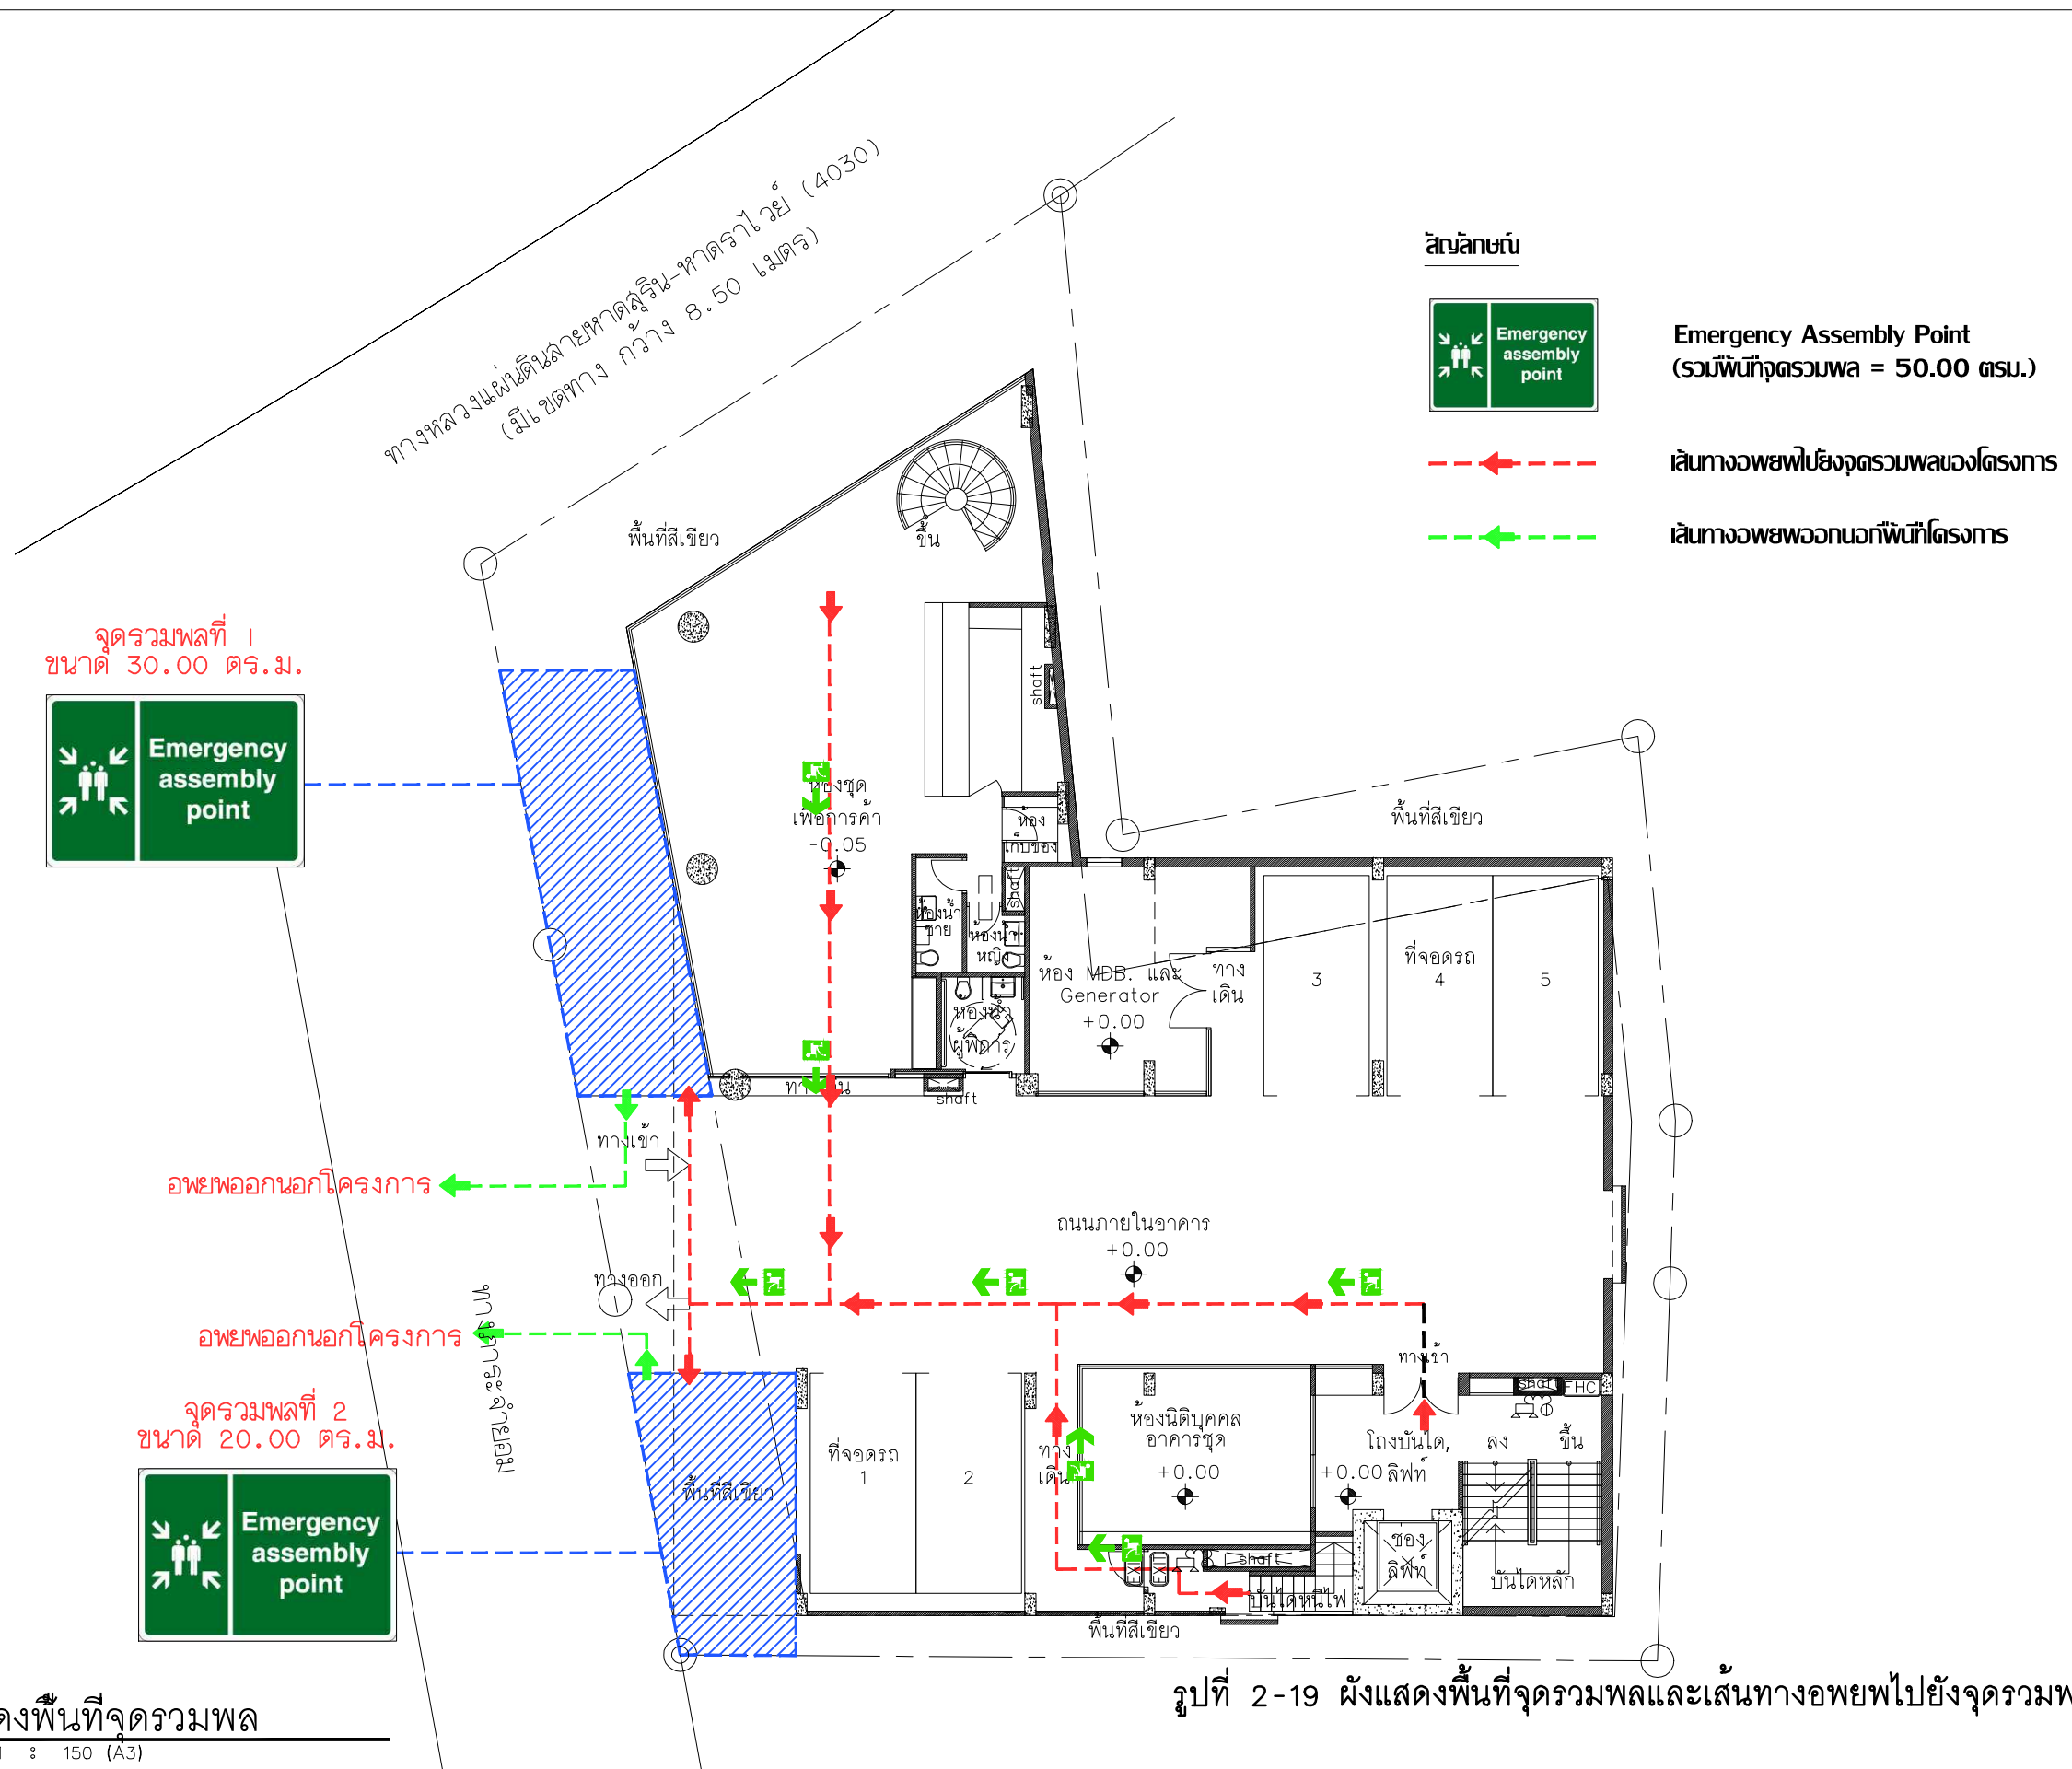 ทางหลวงแผ่นดินสายหาดสุริน-หาดราไวย์ (4030)
(มีเขตทาง กว้าง 8.50 เมตร)
สัญลักษณ์
Emergency
assembly
point
Emergency Assembly Point
(รวมพื้นที่จุดรวมพล = 50.00 ตรม.)
เส้นทางอพยพไปยังจุดรวมพลของโครงการ
เส้นทางอพยพออกนอกพื้นที่โครงการ
พื้นที่สีเขียว
ขึ้น
จุดรวมพลที่ 1
ขนาด 30.00 ตร.ม.
Emergency
assembly
point
shaft
ห้องชุด
เพื่อการค้า
-0.05
ห้อง
เก็บของ
พื้นที่สีเขียว
shaft
ห้องน้ำ
ชาย
ห้องน้ำ
หญิง
ห้องน้ำ
ผู้พิการ
ห้อง MDB. และ
Generator
+0.00
ทาง
เดิน
3
ที่จอดรถ
4
5
ทางเดิน
shaft
ทางเข้า
อพยพออกนอกโครงการ
ถนนภายในอาคาร
+0.00
ทางออก
อพยพออกนอกโครงการ
ทางสาธารณะ
จุดรวมพลที่ 2
ขนาด 20.00 ตร.ม.
Emergency
assembly
point
พื้นที่สีเขียว
ที่จอดรถ
1
2
ทาง
เดิน
ห้องนิติบุคคล
อาคารชุด
+0.00
ทางเข้า
shaft
FHC
โถงบันได,
ลิฟท์
+0.00
ลง
ขึ้น
ช่อง
ลิฟท์
บันไดหลัก
shaft
บันไดหนีไฟ
พื้นที่สีเขียว
รูปที่ 2-19 ผังแสดงพื้นที่จุดรวมพลและเส้นทางอพยพไปยังจุดรวมพ
ดงพื้นที่จุดรวมพล
: 150 (A3)